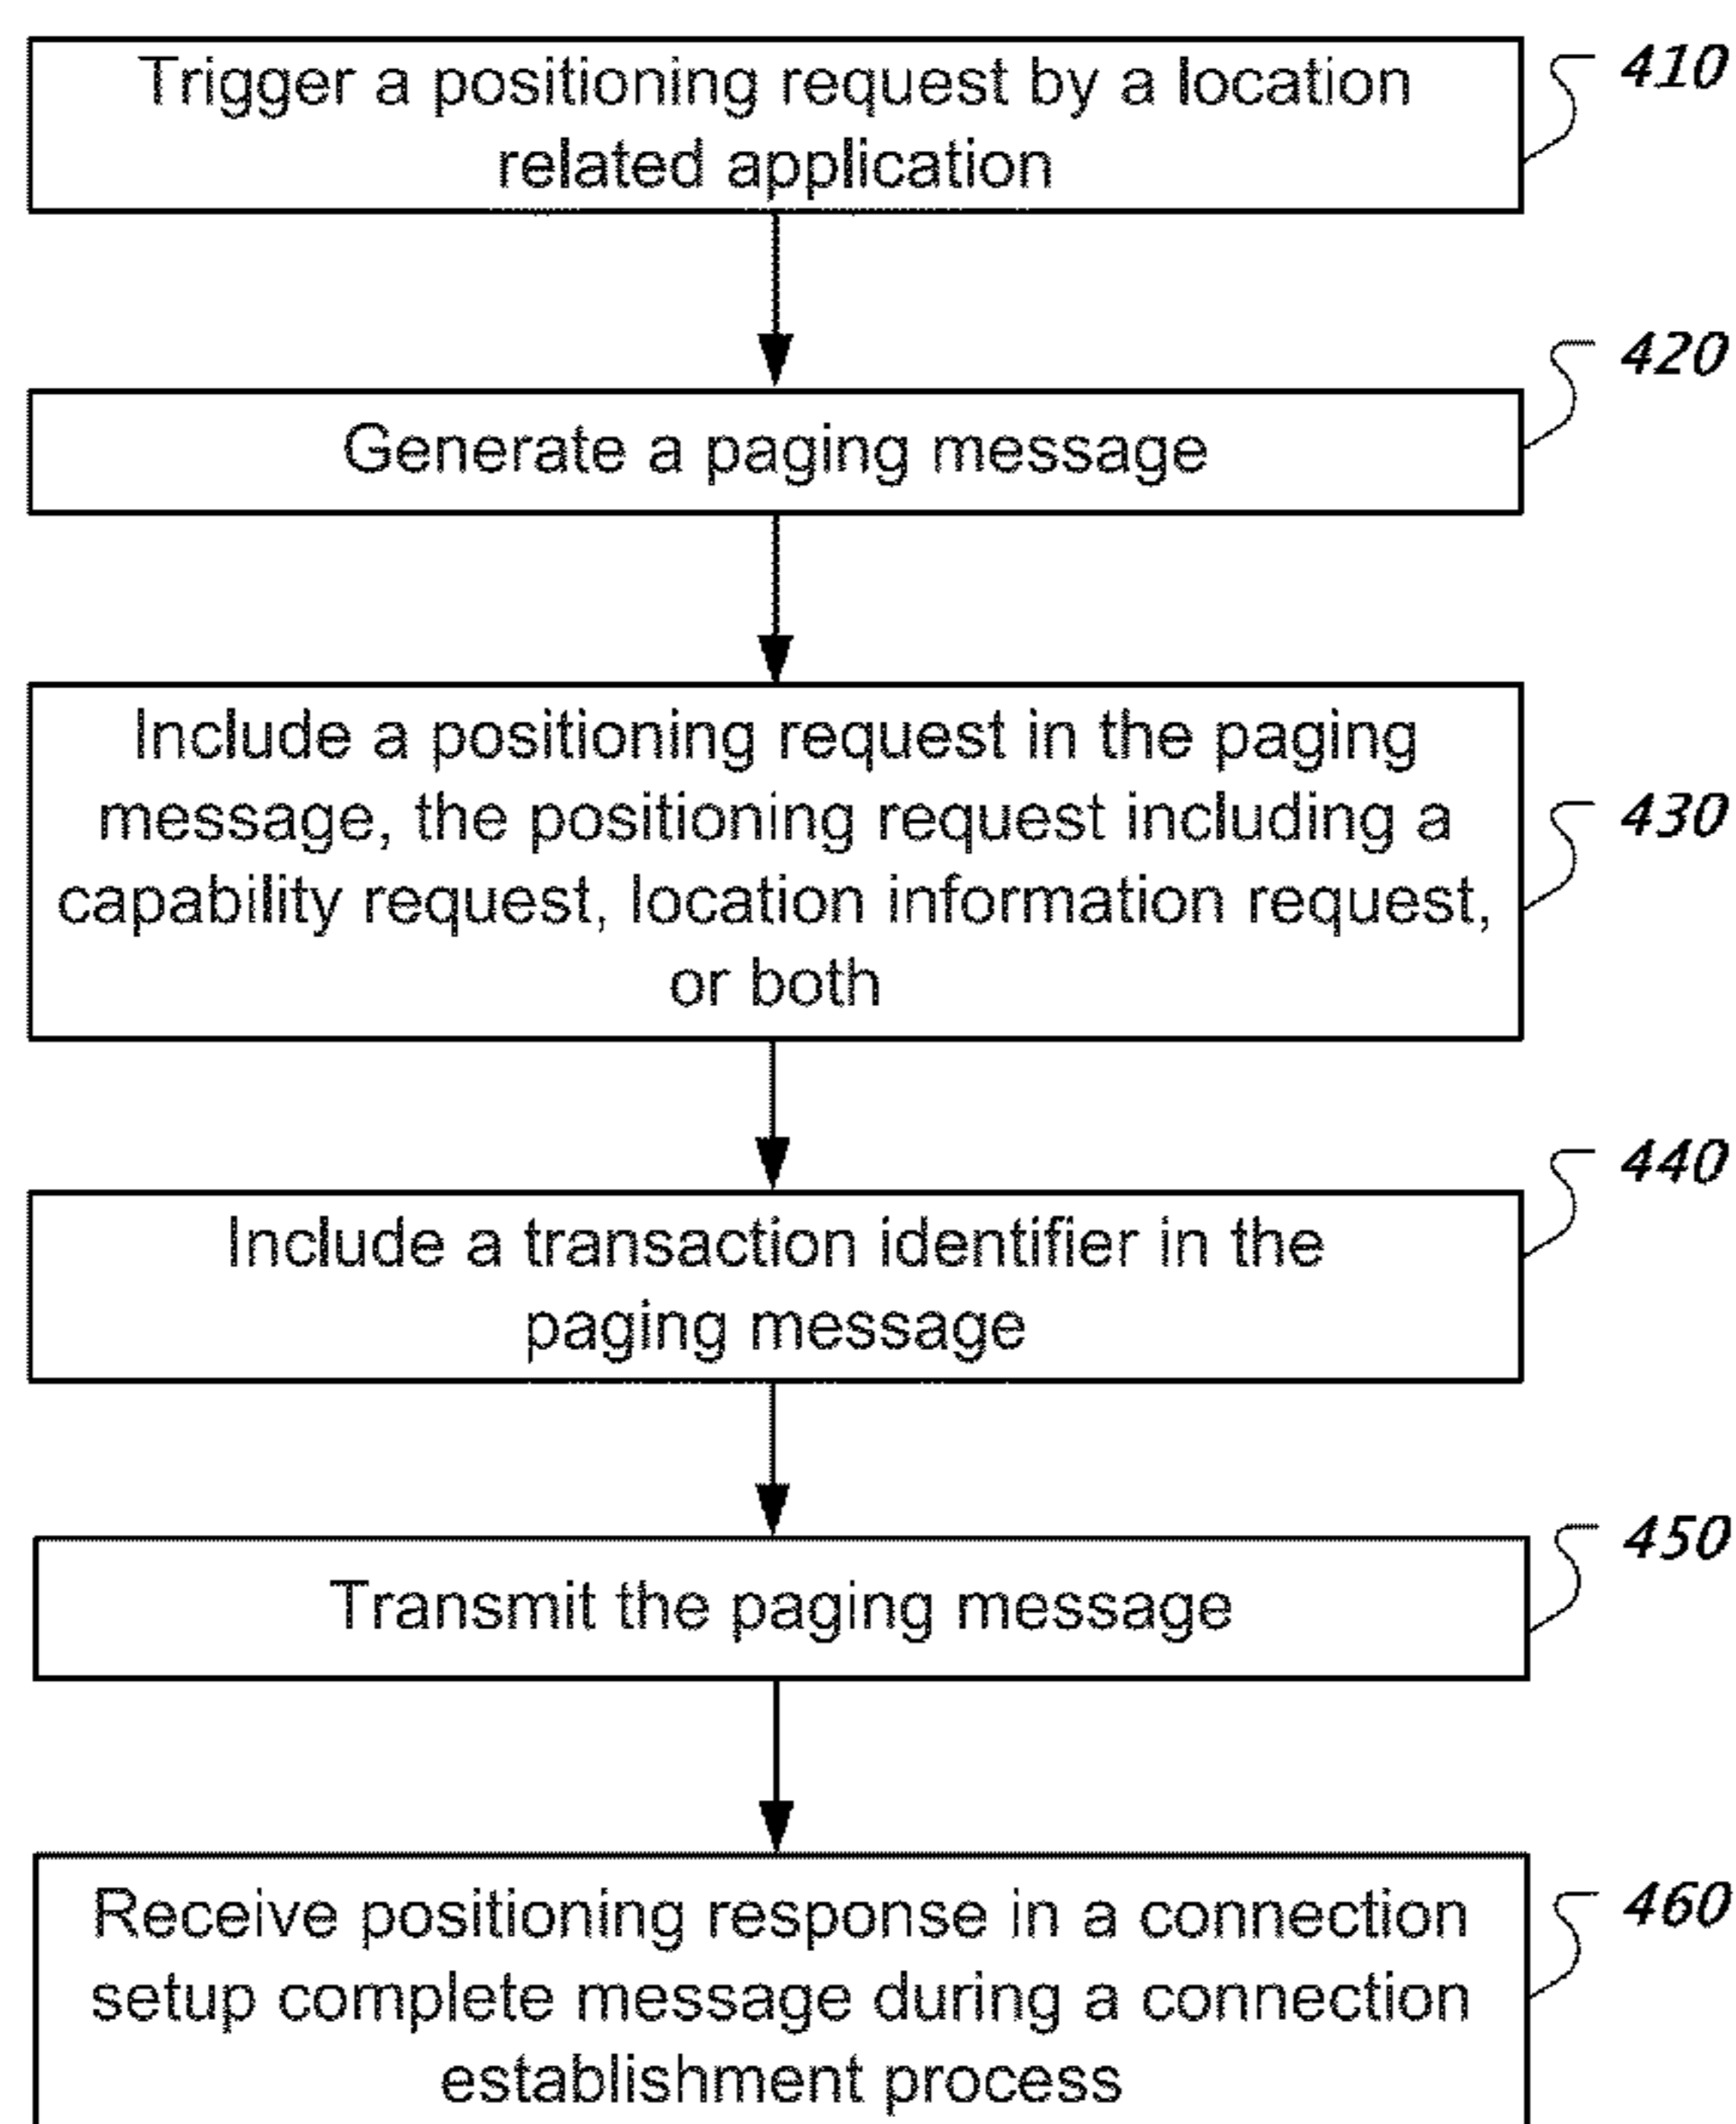 Trigger a positioning request by a location
related application
410
Generate a paging message
420
Include a positioning request in the paging
message, the positioning request including a
capability request, location information request,
or both
430
Include a transaction identifier in the
paging message
440
Transmit the paging message
450
Receive positioning response in a connection
setup complete message during a connection
establishment process
460